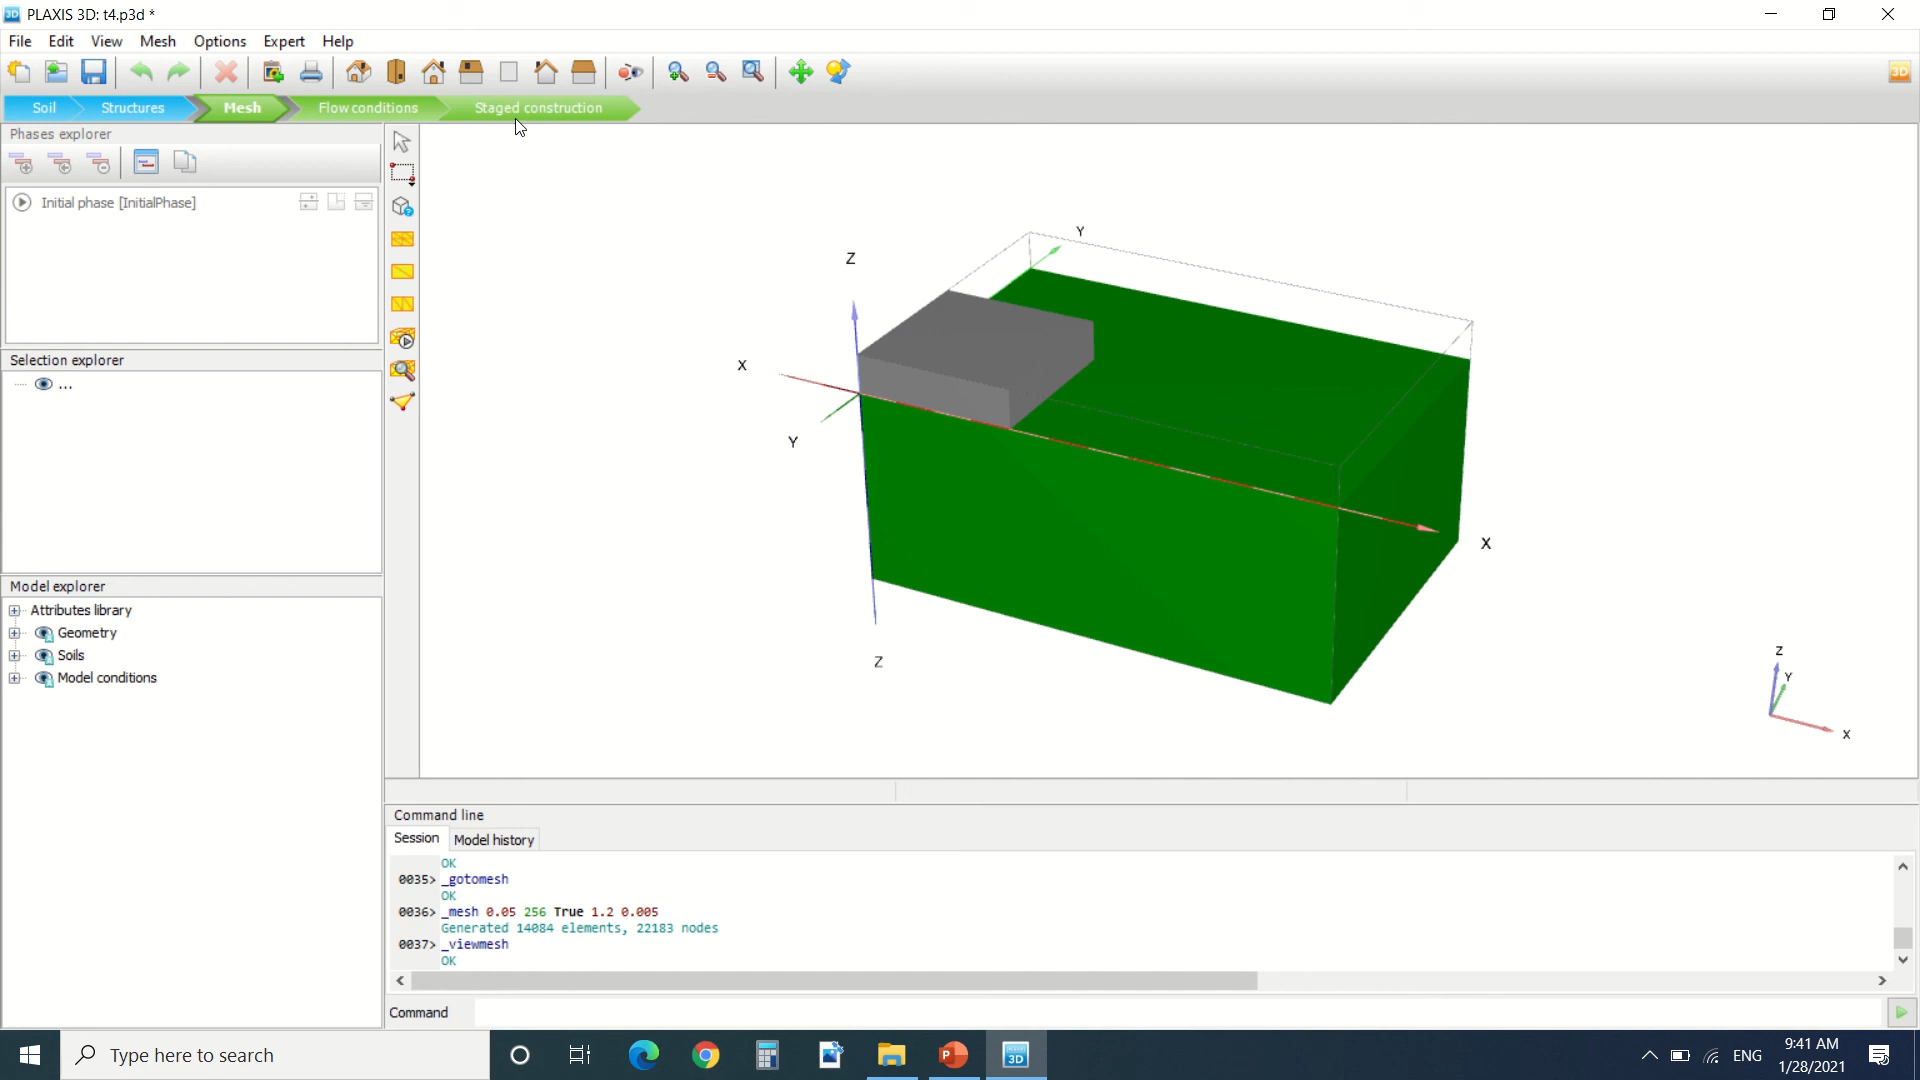 PLAXIS 3D: t4.p3d *
File Edit View Mesh Options Expert Help
3D
Soil Structures Mesh Flow conditions Staged construction
Phases explorer
Initial phase [InitialPhase]
Selection explorer
...
Model explorer
Attributes library
Geometry
Soils
Model conditions
Y
Z
X
Y
X
Z
Z
Y
X
Command line
Session Model history
OK
0035> _gotomesh
OK
0036> _mesh 0.05 256 True 1.2 0.005
Generated 14084 elements, 22183 nodes
0037> _viewmesh
OK
Command
Type here to search
ENG
9:41 AM
1/28/2021